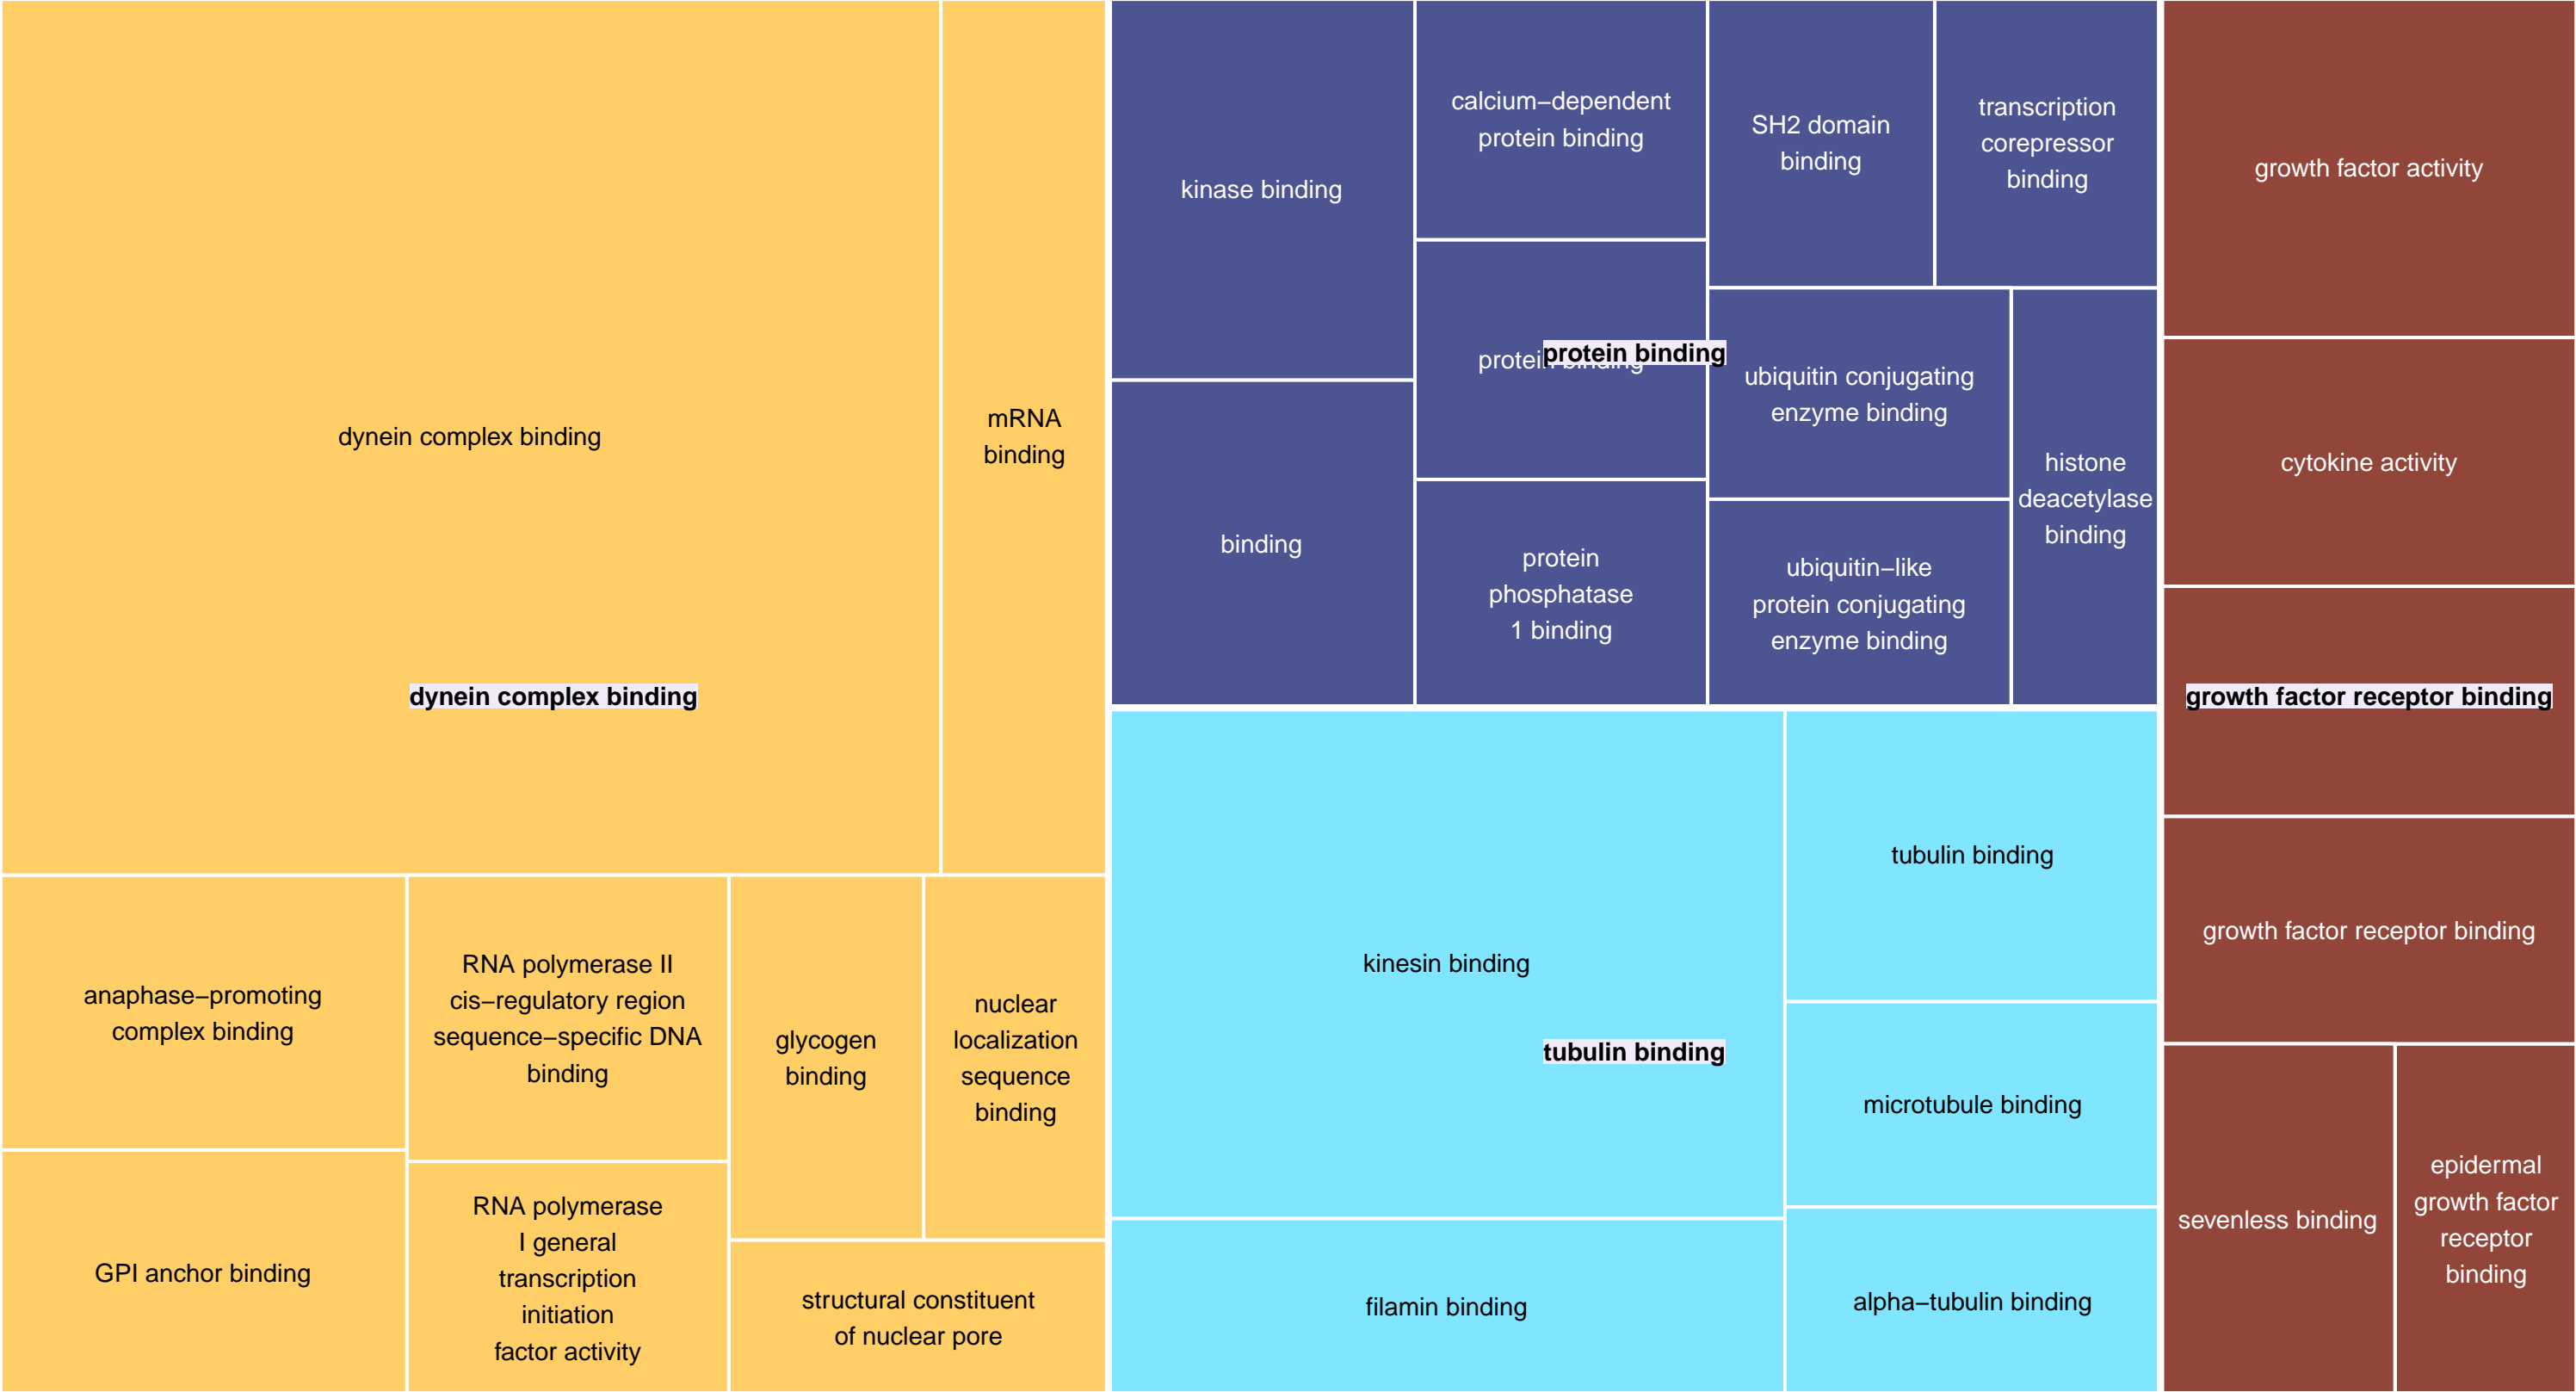 dynein complex binding
mRNA
binding
dynein complex binding
anaphase−promoting
complex binding
GPI anchor binding
RNA polymerase II
cis−regulatory region
sequence−specific DNA
binding
RNA polymerase
I general
transcription
initiation
factor activity
glycogen
binding
nuclear
localization
sequence
binding
structural constituent
of nuclear pore
kinase binding
binding
calcium−dependent
protein binding
protein binding
protein binding
protein
phosphatase
1 binding
SH2 domain
binding
transcription
corepressor
binding
ubiquitin conjugating
enzyme binding
ubiquitin−like
protein conjugating
enzyme binding
histone
deacetylase
binding
kinesin binding
tubulin binding
filamin binding
tubulin binding
microtubule binding
alpha−tubulin binding
growth factor activity
cytokine activity
growth factor receptor binding
growth factor receptor binding
sevenless binding
epidermal
growth factor
receptor
binding